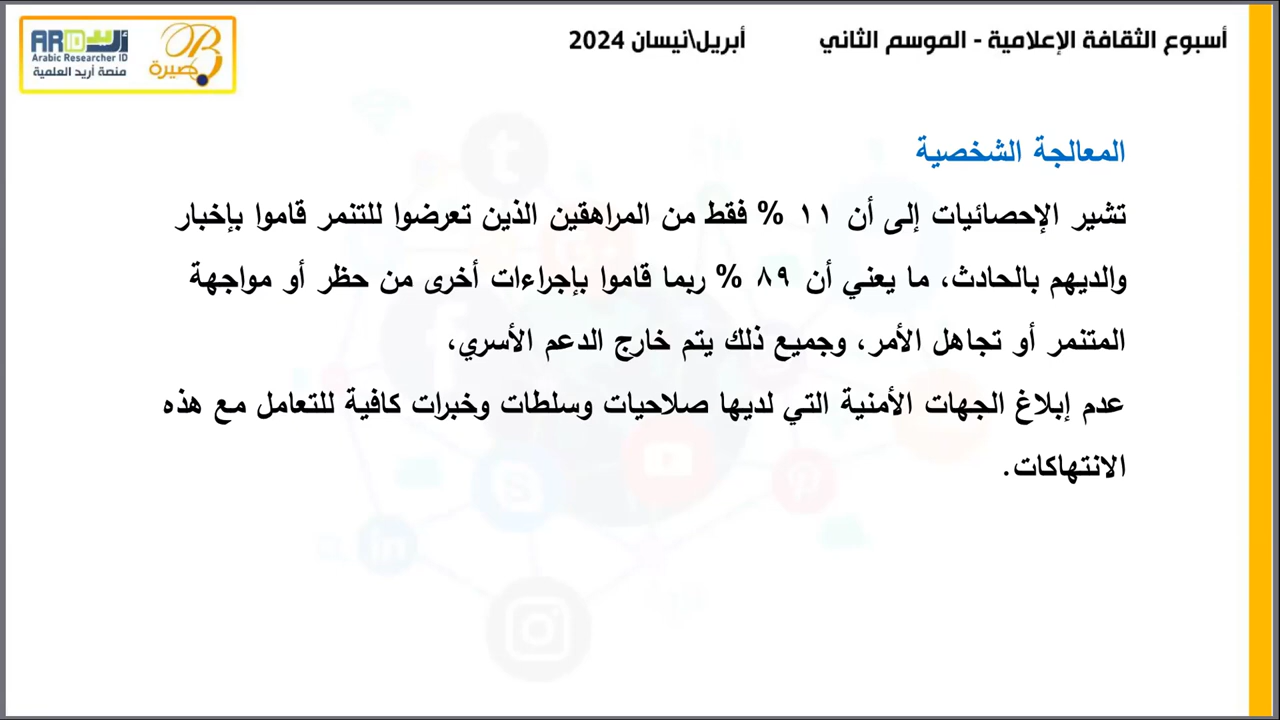 أسبوع الثقافة الإعلامية - الموسم الثاني
أبريل\نيسان 2024
أريد
ARID
Arabic Researcher ID
منصة أريد العلمية
بصيرة
المعالجة الشخصية
تشير الإحصائيات إلى أن ١١ % فقط من المراهقين الذين تعرضوا للتنمر قاموا بإخبار
والديهم بالحادث، ما يعني أن ٨٩ % ربما قاموا بإجراءات أخرى من حظر أو مواجهة
المتنمر أو تجاهل الأمر، وجميع ذلك يتم خارج الدعم الأسري،
عدم إبلاغ الجهات الأمنية التي لديها صلاحيات وسلطات وخبرات كافية للتعامل مع هذه
الانتهاكات.